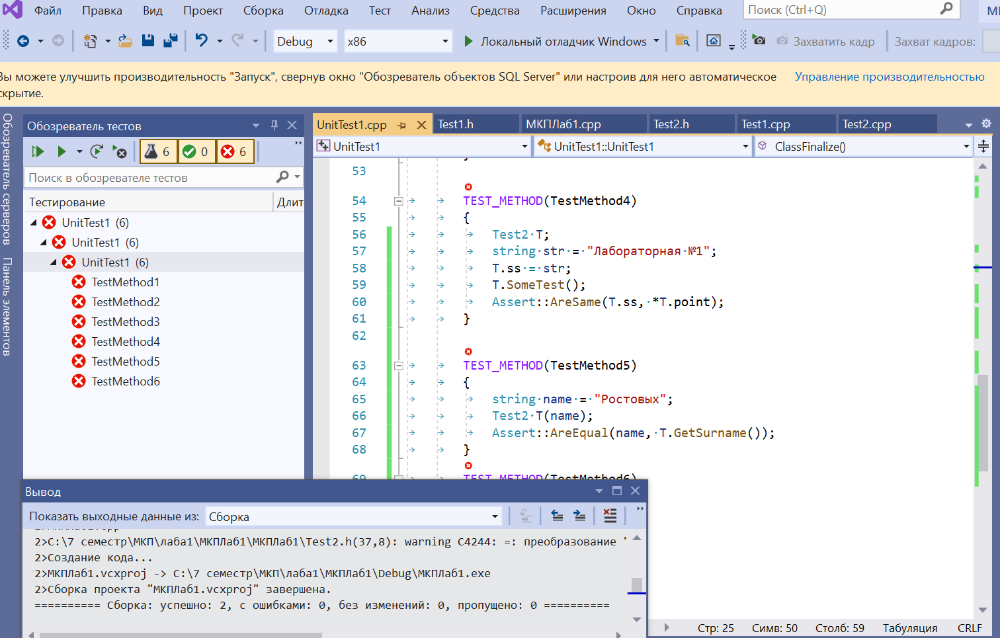 Файл Правка Вид Проект Сборка Отладка Тест Анализ Средства Расширения Окно Справка Поиск (Ctrl+Q)
Debug x86 Локальный отладчик Windows Захватить кадр Захват кадров:
Вы можете улучшить производительность "Запуск", свернув окно "Обозреватель объектов SQL Server" или настроив для него автоматическое Управление производительностью
скрытие.
Обозреватель серверов
Панель элементов
Обозреватель тестов
6 0 6
Поиск в обозревателе тестов
Тестирование Длит
UnitTest1 (6)
UnitTest1 (6)
UnitTest1 (6)
TestMethod1
TestMethod2
TestMethod3
TestMethod4
TestMethod5
TestMethod6
UnitTest1.cpp Test1.h МКПЛаб1.cpp Test2.h Test1.cpp Test2.cpp
UnitTest1 UnitTest1::UnitTest1 ClassFinalize()
53
54 TEST_METHOD(TestMethod4)
55 {
56 Test2 T;
57 string str = "Лабораторная №1";
58 T.ss = str;
59 T.SomeTest();
60 Assert::AreSame(T.ss, *T.point);
61 }
62
63 TEST_METHOD(TestMethod5)
64 {
65 string name = "Ростовых";
66 Test2 T(name);
67 Assert::AreEqual(name, T.GetSurname());
68 }
69 TEST_METHOD(TestMethod6)
Вывод
Показать выходные данные из: Сборка
2>C:\7 семестр\МКП\лаба1\МКПЛаб1\МКПЛаб1\Test2.h(37,8): warning C4244: =: преобразование "
2>Создание кода...
2>МКПЛаб1.vcxproj -> C:\7 семестр\МКП\лаба1\МКПЛаб1\Debug\МКПЛаб1.exe
2>Сборка проекта "МКПЛаб1.vcxproj" завершена.
========== Сборка: успешно: 2, с ошибками: 0, без изменений: 0, пропущено: 0 ==========
Стр: 25 Симв: 50 Столб: 59 Табуляция CRLF